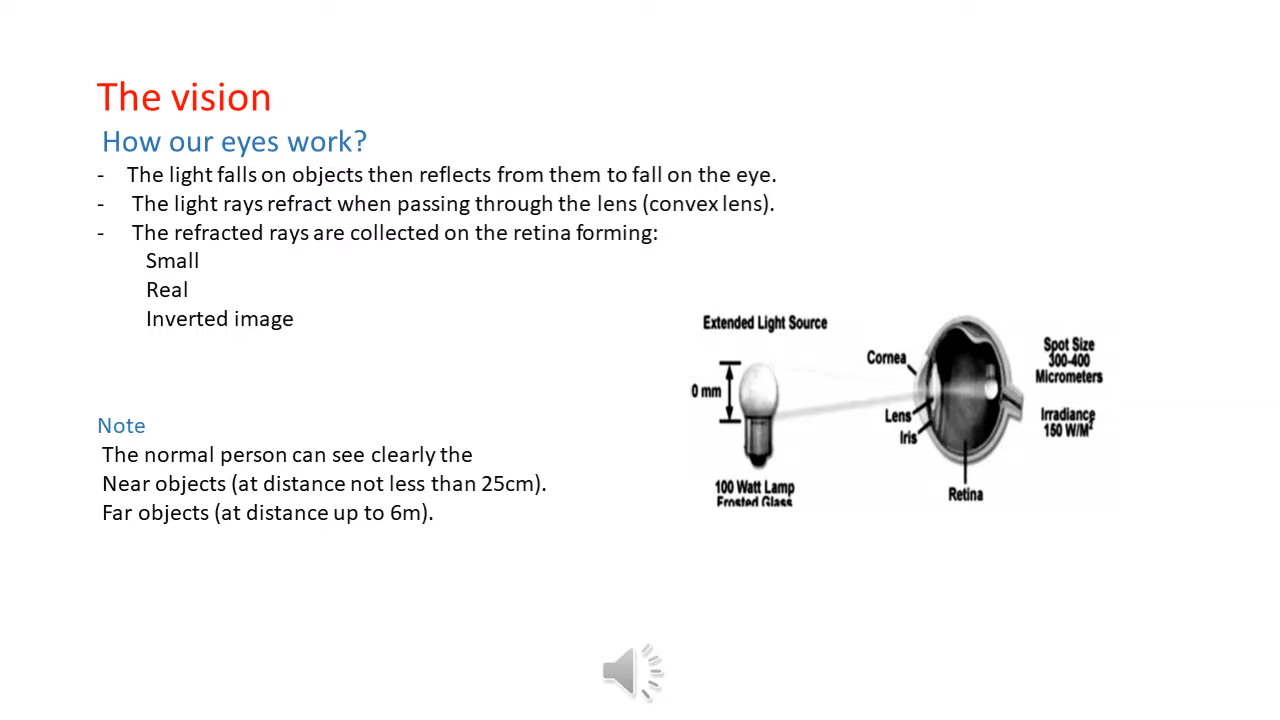 The vision
How our eyes work?
- The light falls on objects then reflects from them to fall on the eye.
- The light rays refract when passing through the lens (convex lens).
- The refracted rays are collected on the retina forming:
Small
Real
Inverted image
Extended Light Source
Cornea
0 mm
Lens
Iris
Spot Size
300-400
Micrometers
Irradiance
150 W/M²
100 Watt Lamp
Frosted Glass
Retina
Note
The normal person can see clearly the
Near objects (at distance not less than 25cm).
Far objects (at distance up to 6m).